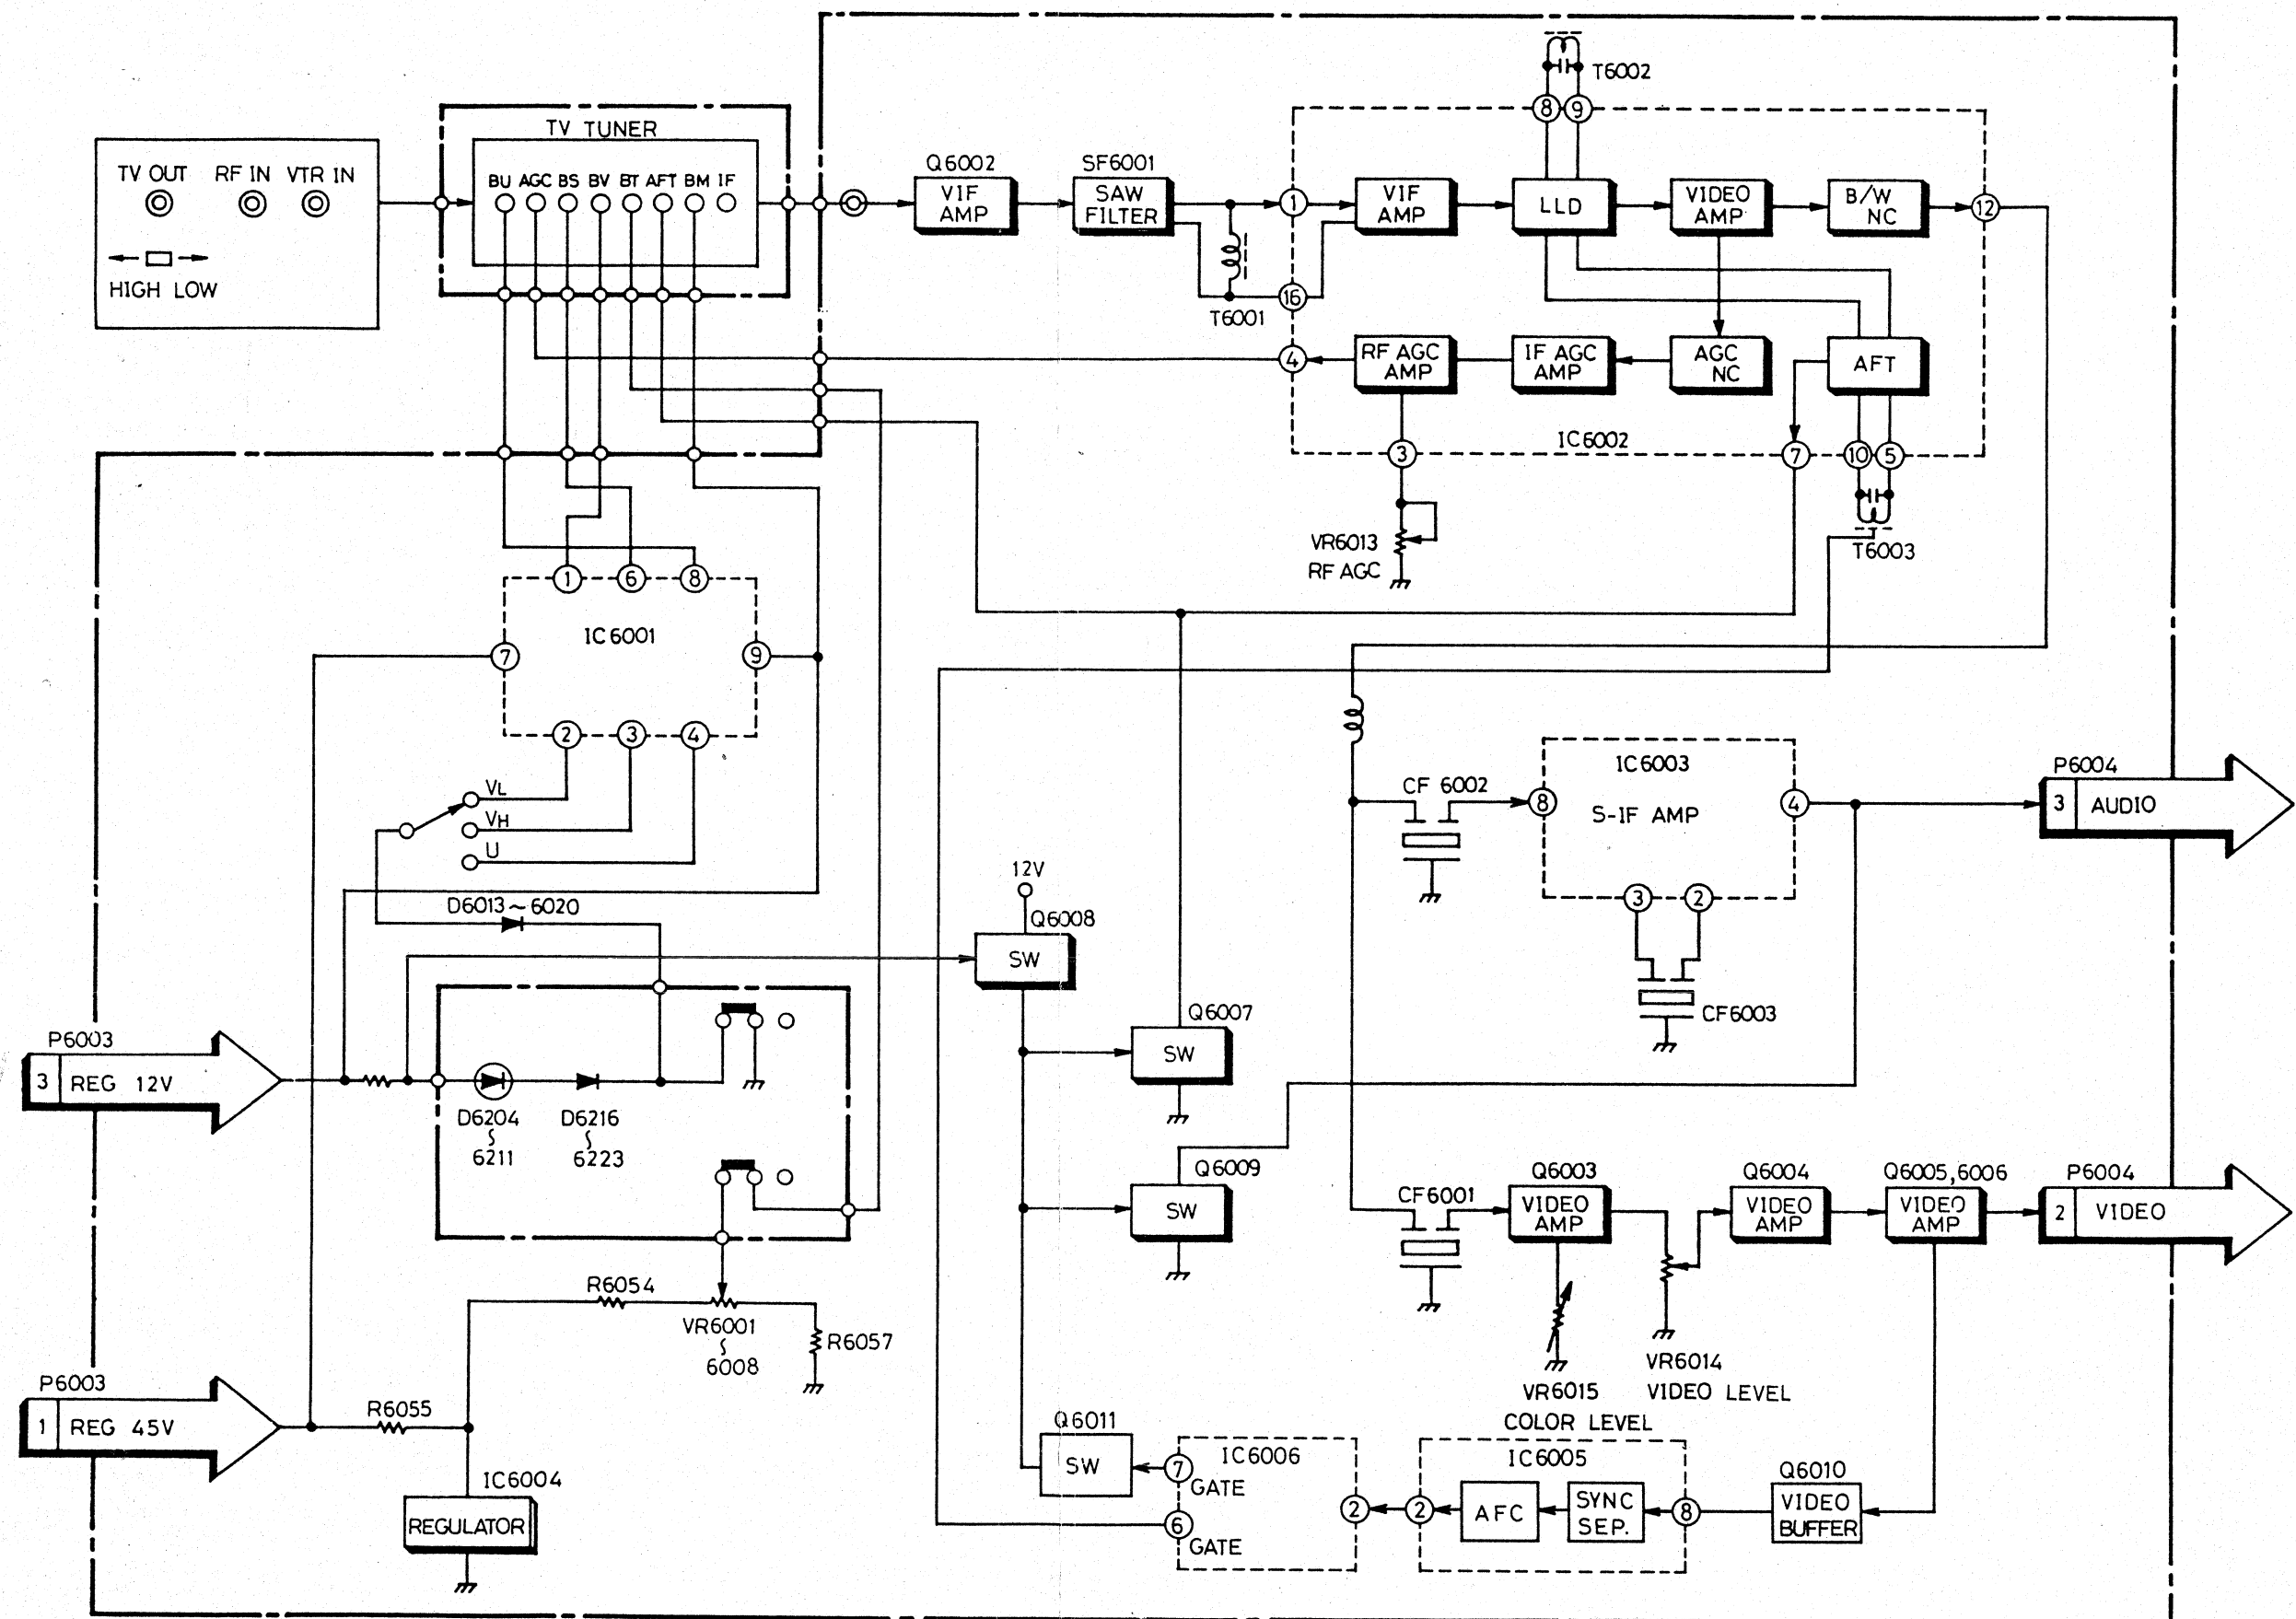 T6002
TV TUNER
TV OUT RF IN VTR IN
HIGH LOW
BU AGC BS BV BT AFT BM IF
Q6002
VIF
AMP
SF6001
SAW
FILTER
T6001
8 9
1
16
4
VIF
AMP
LLD
VIDEO
AMP
B/W
NC
12
RF AGC
AMP
IF AGC
AMP
AGC
NC
AFT
IC6002
3
7
10
5
VR6013
RF AGC
T6003
1 6 8
IC6001
7
9
2 3 4
VL
VH
U
D6013~6020
12V
Q6008
SW
CF 6002
8
IC6003
S-IF AMP
4
3 2
CF6003
P6004
3 AUDIO
P6003
3 REG 12V
D6204
6211
D6216
6223
Q6007
SW
Q6009
SW
CF6001
Q6003
VIDEO
AMP
Q6004
VIDEO
AMP
Q6005,6006
VIDEO
AMP
P6004
2 VIDEO
VR6015
COLOR LEVEL
VR6014
VIDEO LEVEL
R6054
VR6001
6008
R6057
P6003
1 REG 45V
R6055
IC6004
REGULATOR
Q6011
SW
7
GATE
6
GATE
IC6006
2
IC6005
2
AFC
SYNC
SEP.
8
Q6010
VIDEO
BUFFER